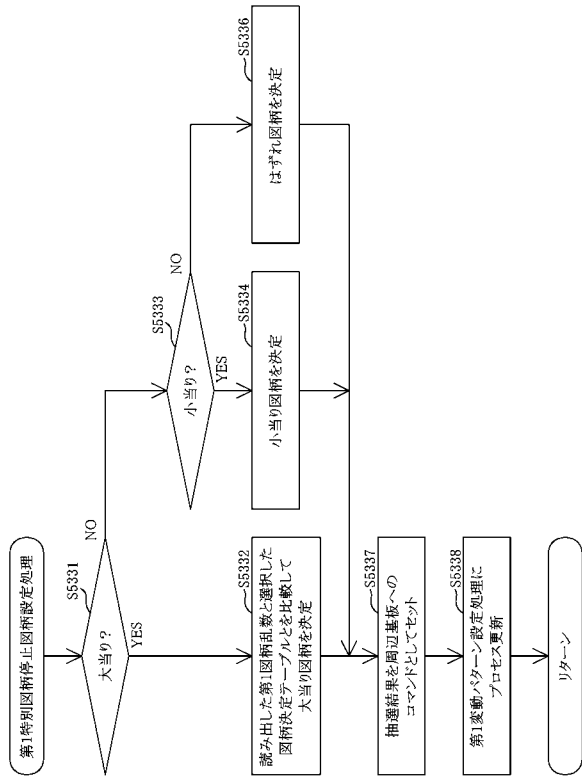 第1特別図柄停止図柄設定処理
S5331
大当り？
NO
YES
S5333
小当り？
NO
YES
S5332
読み出した第1図柄乱数と選択した
図柄決定テーブルとを比較して
大当り図柄を決定
S5334
小当り図柄を決定
S5336
はずれ図柄を決定
S5337
抽選結果を周辺基板への
コマンドとしてセット
S5338
第1変動パターン設定処理に
プロセス更新
リターン